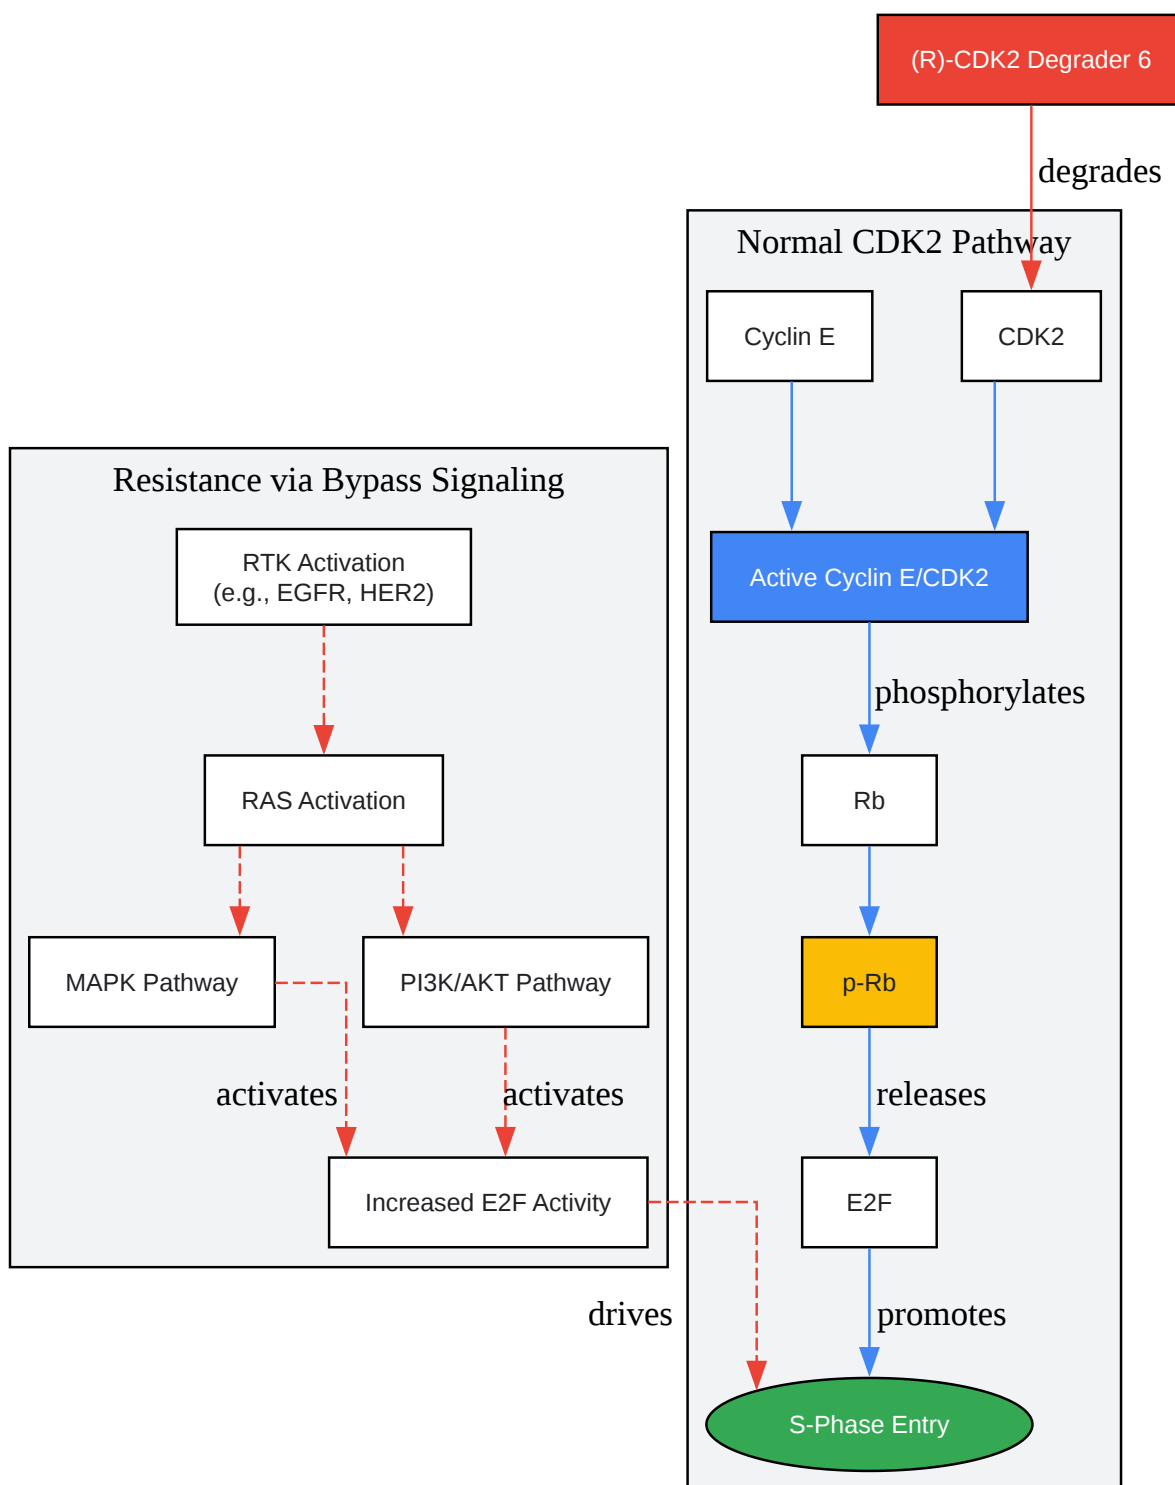 (R)-CDK2 Degrader 6
degrades
Normal CDK2 Pathway
Cyclin E
CDK2
Active Cyclin E/CDK2
phosphorylates
Rb
p-Rb
releases
E2F
promotes
S-Phase Entry
Resistance via Bypass Signaling
RTK Activation
(e.g., EGFR, HER2)
RAS Activation
MAPK Pathway
PI3K/AKT Pathway
activates
activates
Increased E2F Activity
drives